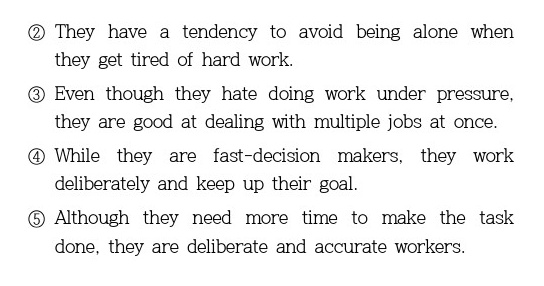 ② They have a tendency to avoid being alone when
they get tired of hard work.
③ Even though they hate doing work under pressure,
they are good at dealing with multiple jobs at once.
④ While they are fast-decision makers, they work
deliberately and keep up their goal.
⑤ Although they need more time to make the task
done, they are deliberate and accurate workers.